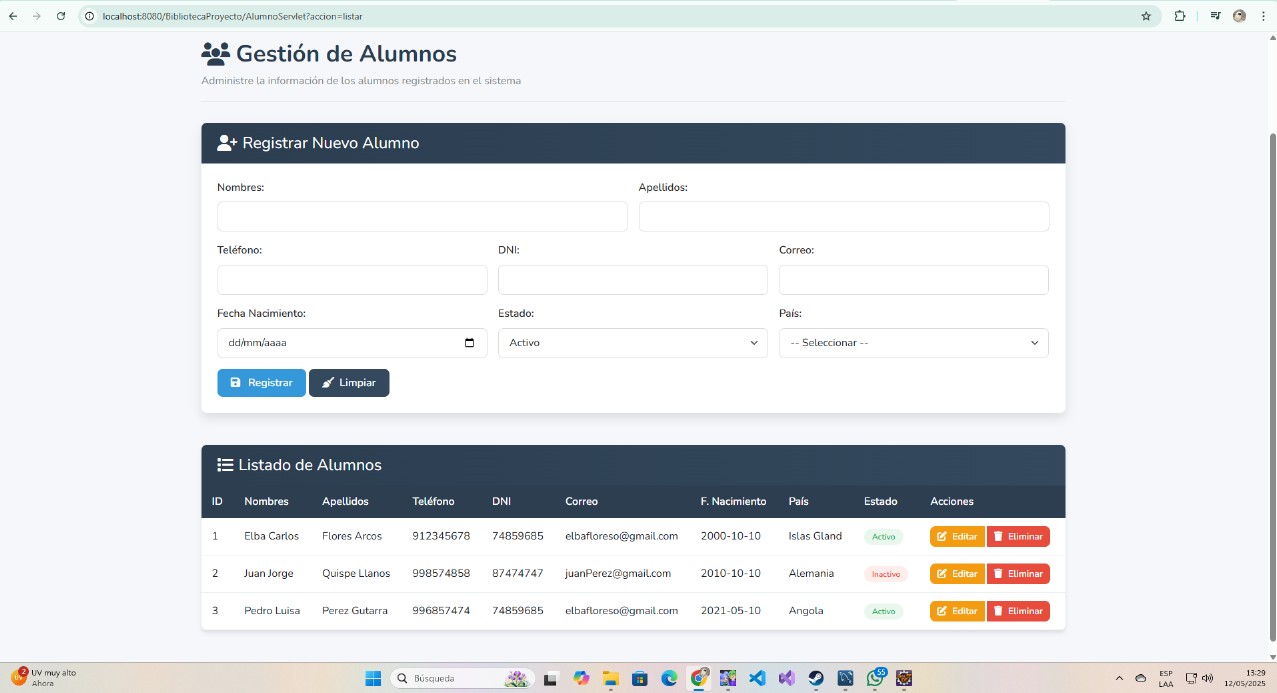 localhost:8080/BibliotecaProyecto/AlumnoServlet?accion=listar
Gestión de Alumnos
Administre la información de los alumnos registrados en el sistema
Registrar Nuevo Alumno
Nombres: Apellidos:
Teléfono: DNI: Correo:
Fecha Nacimiento: Estado: País:
dd/mm/aaaa Activo -- Seleccionar --
Registrar Limpiar
Listado de Alumnos
ID Nombres Apellidos Teléfono DNI Correo F. Nacimiento País Estado Acciones
1 Elba Carlos Flores Arcos 912345678 74859685 elbafloreso@gmail.com 2000-10-10 Islas Gland Activo Editar Eliminar
2 Juan Jorge Quispe Llanos 998574858 87474747 juanPerez@gmail.com 2010-10-10 Alemania Inactivo Editar Eliminar
3 Pedro Luisa Perez Gutarra 996857474 74859685 elbafloreso@gmail.com 2021-05-10 Angola Activo Editar Eliminar
2 UV muy alto
Ahora
Búsqueda
55
ESP
LAA
13:29
12/05/2025